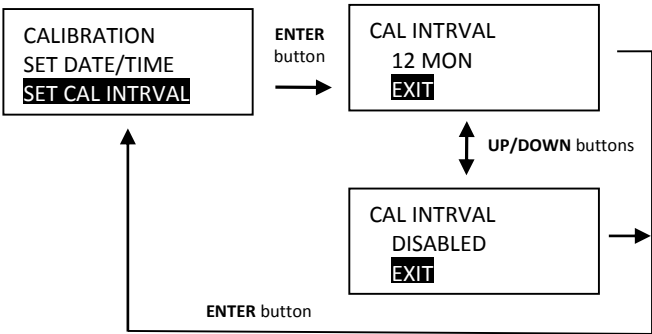 CALIBRATION
SET DATE/TIME
SET CAL INTRVAL
ENTER
button
CAL INTRVAL
12 MON
EXIT
UP/DOWN buttons
CAL INTRVAL
DISABLED
EXIT
ENTER button